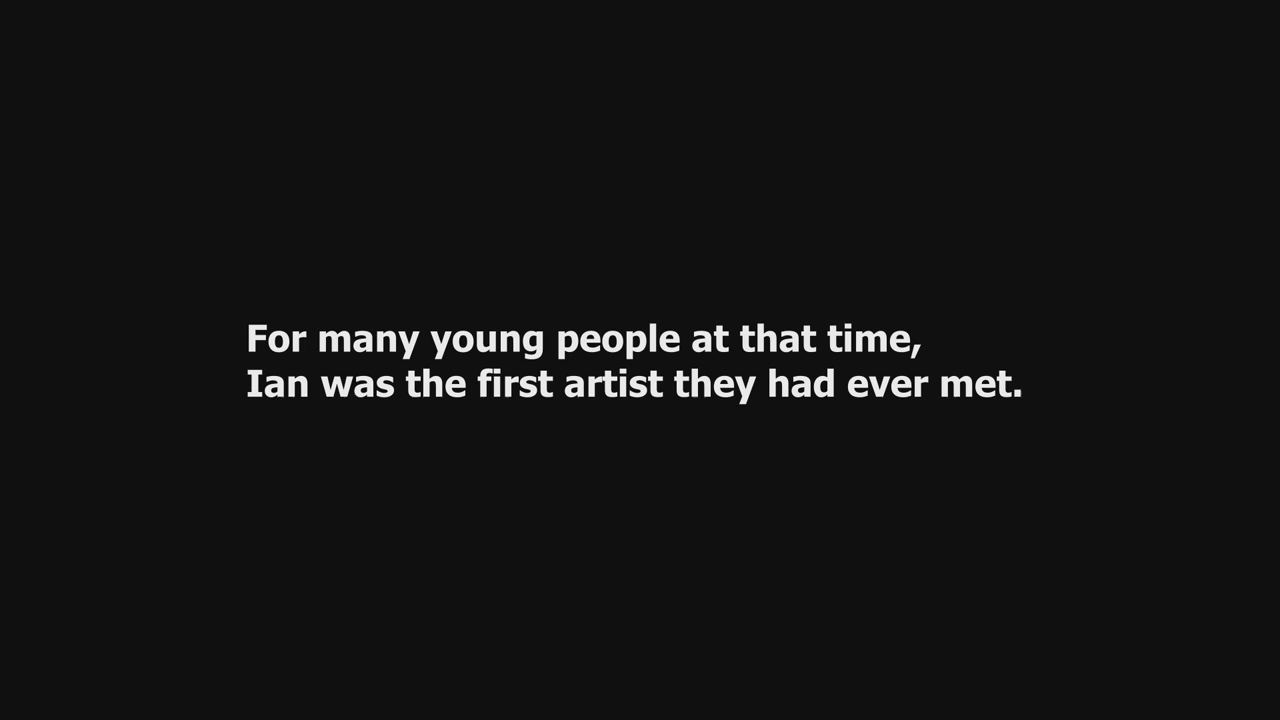 For many young people at that time,
Ian was the first artist they had ever met.